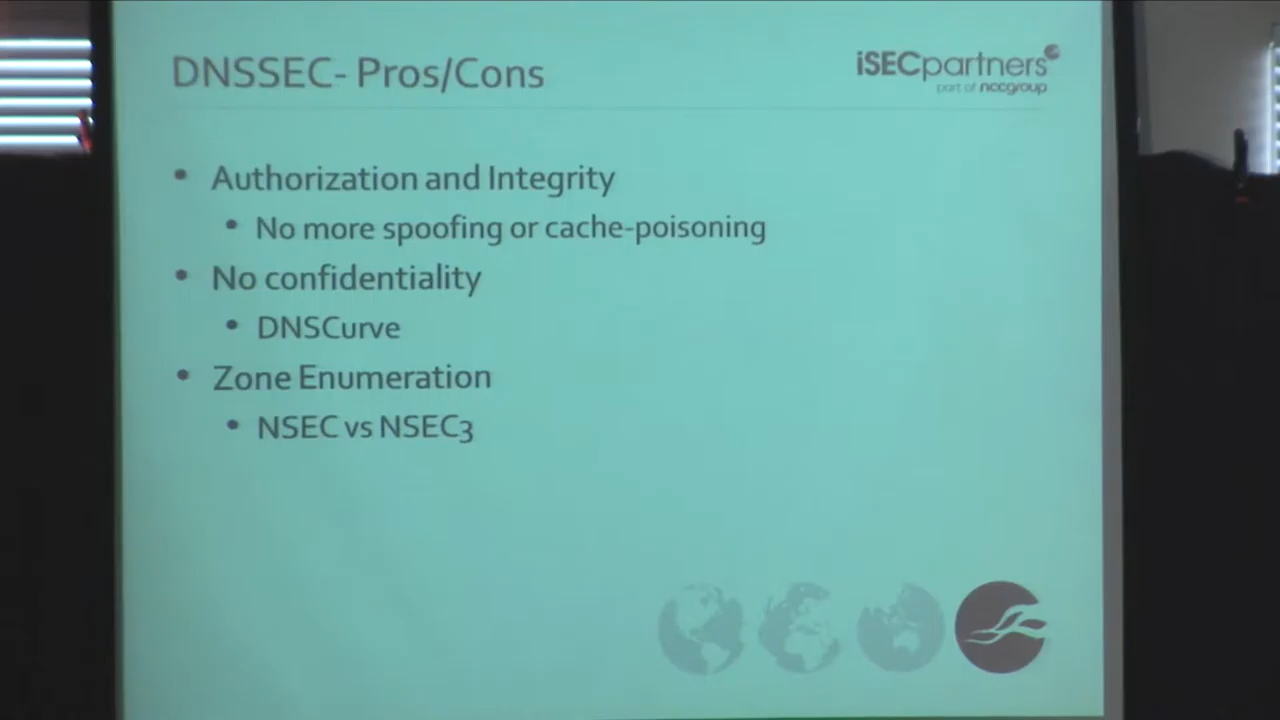 DNSSEC- Pros/Cons
iSECpartners
part of nccgroup
• Authorization and Integrity
• No more spoofing or cache-poisoning
• No confidentiality
• DNSCurve
• Zone Enumeration
• NSEC vs NSEC3